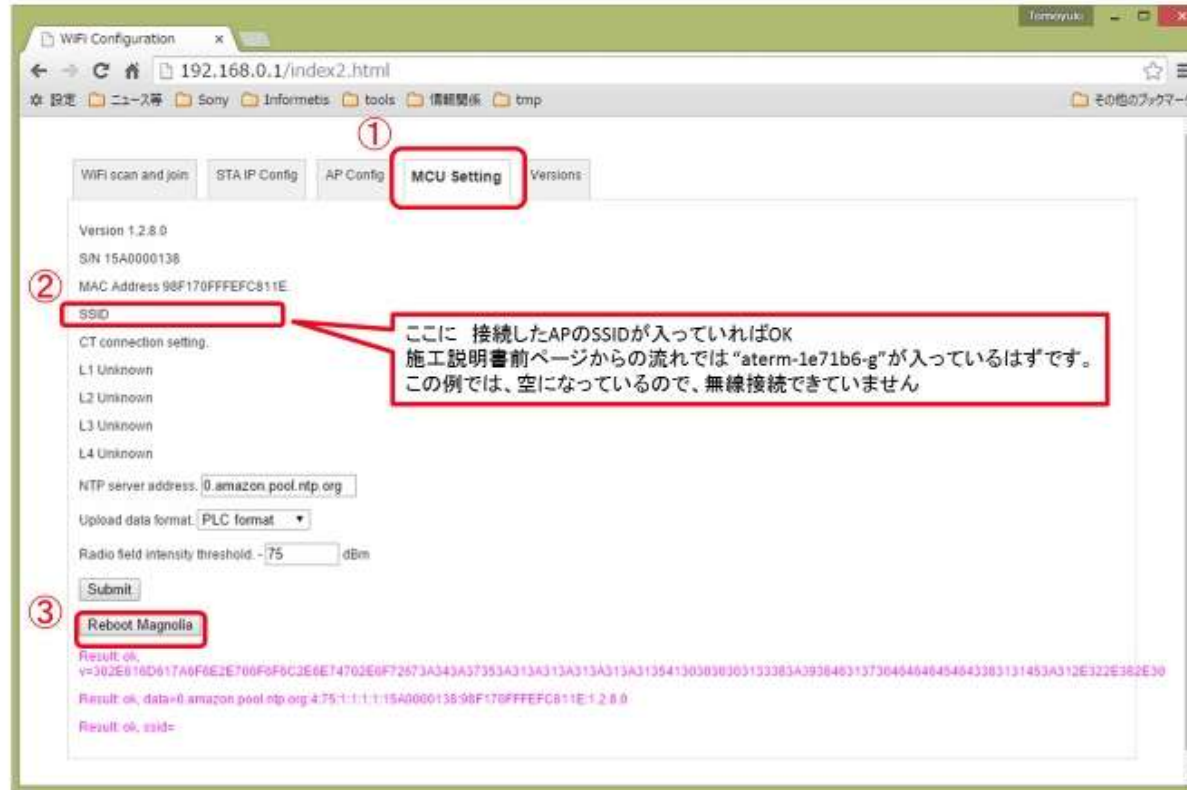 Tomoyuki
WiFi Configuration
192.168.0.1/index2.html
設定 ニュース等 Sony Informetis tools 情報関係 tmp その他のブックマーク
①
WiFi scan and join STA IP Config AP Config MCU Setting Versions
Version 1.2.8.0
S/N 15A0000138
②
MAC Address 98F170FFFEFC811E
SSID
ここに 接続したAPのSSIDが入っていればOK
施工説明書前ページからの流れでは “aterm-1e71b6-g”が入っているはずです。
この例では、空になっているので、無線接続できていません
CT connection setting.
L1 Unknown
L2 Unknown
L3 Unknown
L4 Unknown
NTP server address. 0.amazon.pool.ntp.org
Upload data format. PLC format
Radio field intensity threshold. - 75 dBm
Submit
③
Reboot Magnolia
Result: ok,
Result: ok, data=0.amazon.pool.ntp.org:4:75:1:1:1:1:15A0000138:98F170FFFEFC811E:1.2.8.0
Result: ok, ssid=